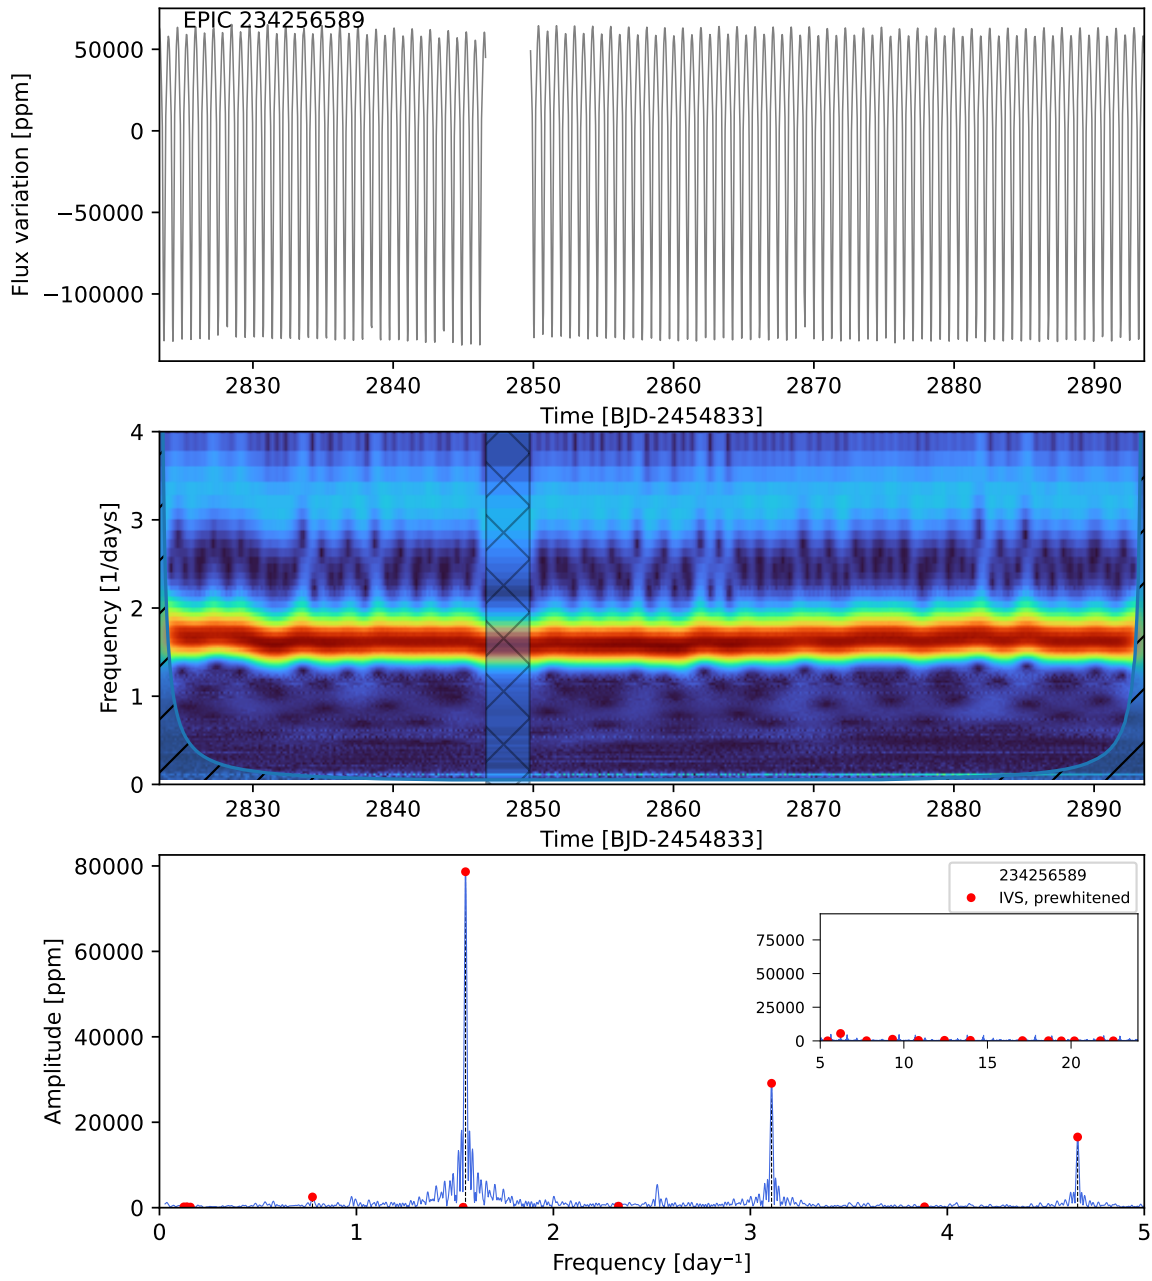 EPIC 234256589
50000
0
−50000
−100000
Flux variation [ppm]
2830 2840 2850 2860 2870 2880 2890
Time [BJD-2454833]
4
3
2
1
0
Frequency [1/days]
2830 2840 2850 2860 2870 2880 2890
Time [BJD-2454833]
80000
60000
40000
20000
0
Amplitude [ppm]
234256589
IVS, prewhitened
75000
50000
25000
0
5 10 15 20
0 1 2 3 4 5
Frequency [day⁻¹]